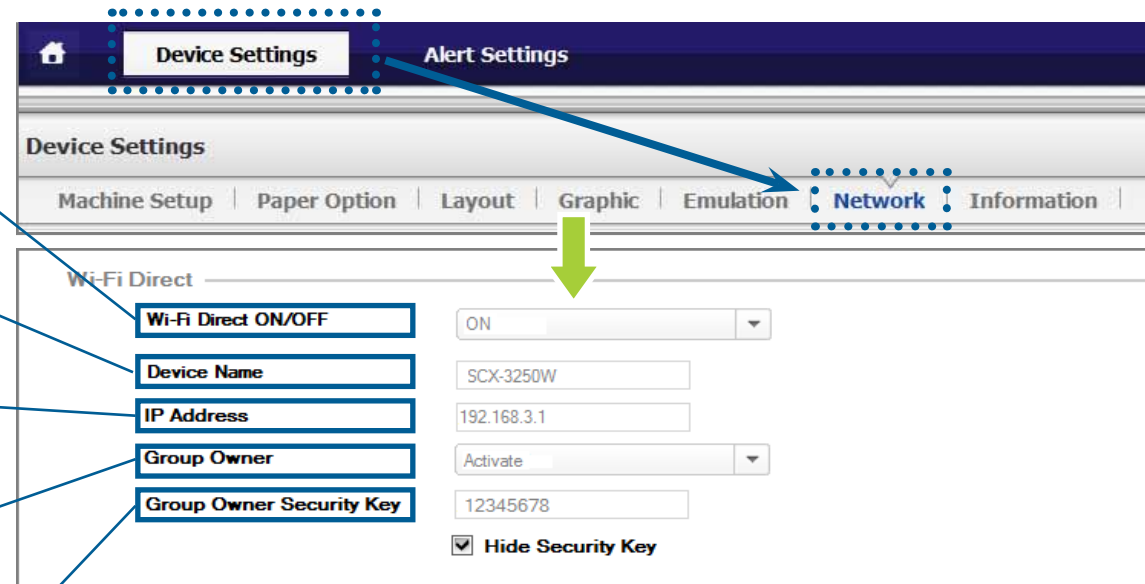 Device Settings Alert Settings
Device Settings
Machine Setup | Paper Option | Layout | Graphic | Emulation | Network | Information |
Wi-Fi Direct
Wi-Fi Direct ON/OFF ON
Device Name SCX-3250W
IP Address 192.168.3.1
Group Owner Activate
Group Owner Security Key 12345678
Hide Security Key